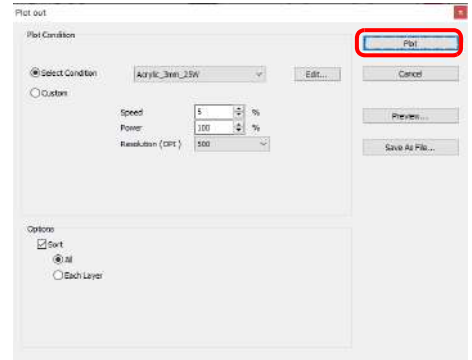 Plot out
Plot Condition
Plot
Select Condition
Acrylic_3mm_25W
Edit...
Cancel
Custom
Speed
5
%
Preview...
Power
100
%
Resolution (DPI)
500
Save As File...
Options
Sort
All
Each Layer